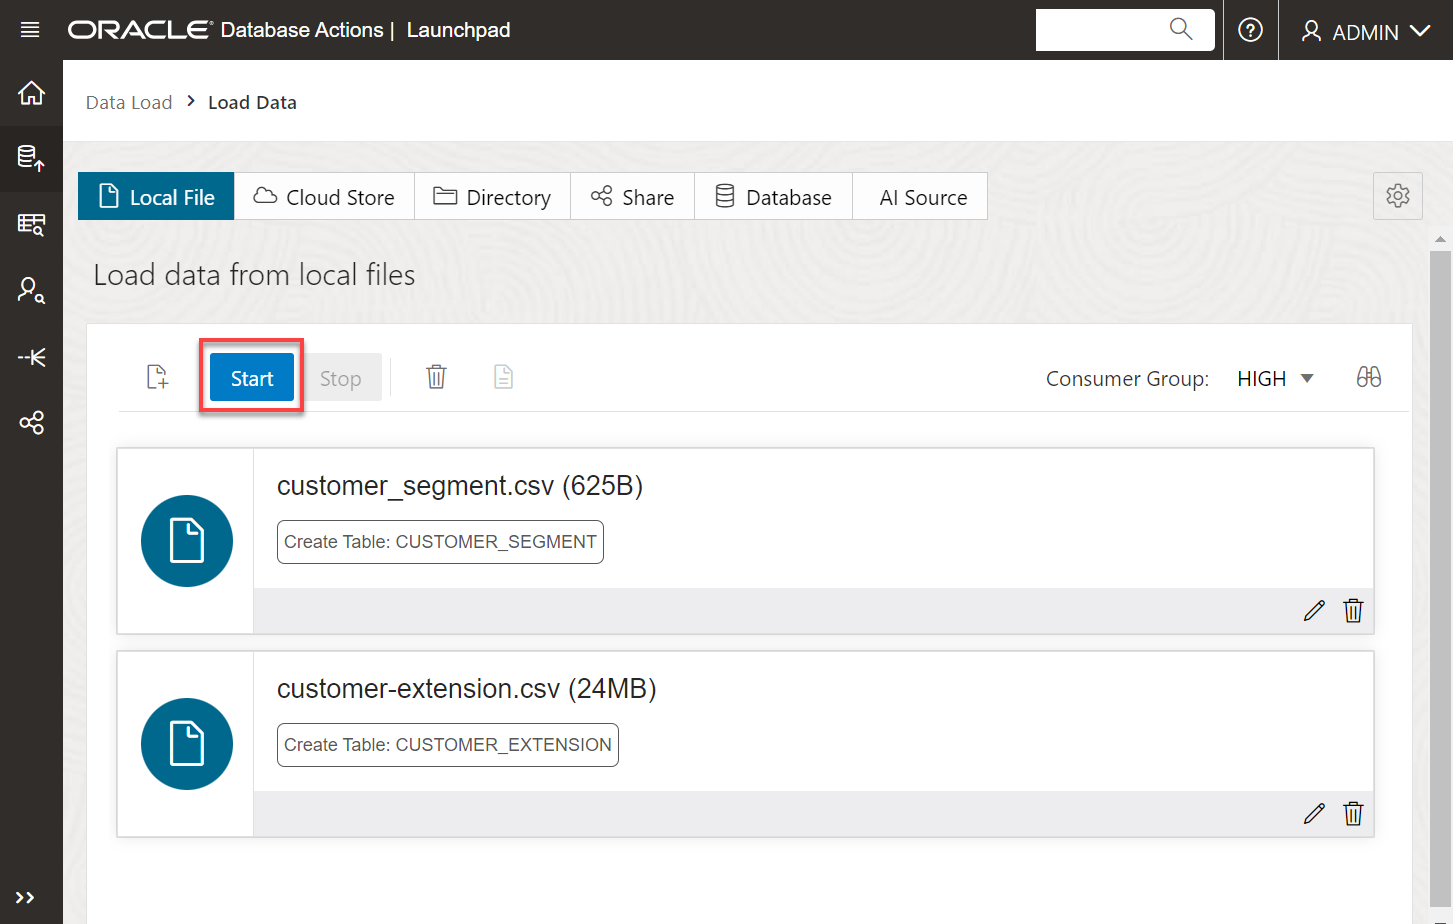 ORACLE Database Actions | Launchpad
ADMIN
Data Load > Load Data
Local File Cloud Store Directory Share Database AI Source
Load data from local files
Start Stop Consumer Group: HIGH
customer_segment.csv (625B)
Create Table: CUSTOMER_SEGMENT
customer-extension.csv (24MB)
Create Table: CUSTOMER_EXTENSION